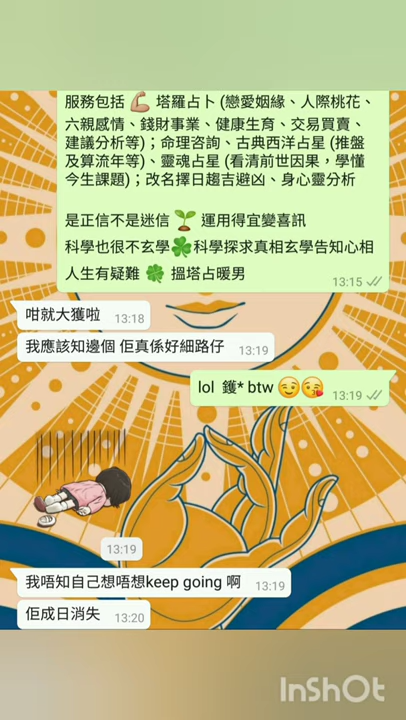 服務包括 💪🏼 塔羅占卜 (戀愛姻緣、人際桃花、
六親感情、錢財事業、健康生育、交易買賣、
建議分析等)；命理咨詢、古典西洋占星 (推盤
及算流年等)、靈魂占星 (看清前世因果，學懂
今生課題)；改名擇日趨吉避凶、身心靈分析
是正信不是迷信 🌱 運用得宜變喜訊
科學也很不玄學🍀科學探求真相玄學告知心相
人生有疑難 🍀 搵塔占暖男
13:15
咁就大獲啦 13:18
我應該知邊個 佢真係好細路仔 13:19
lol 鑊* btw 😉😘 13:19
13:19
我唔知自己想唔想keep going 啊 13:19
佢成日消失 13:20
InShOt